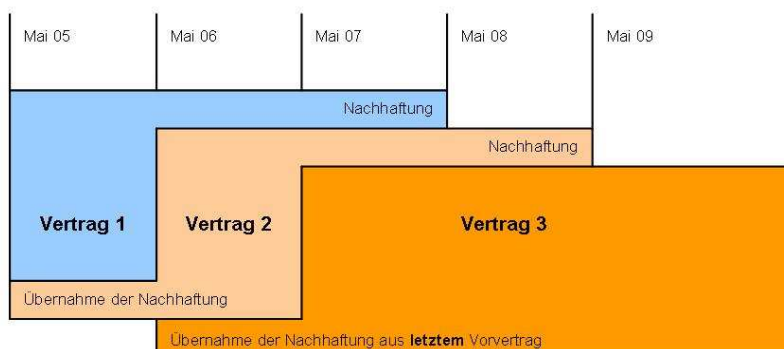 Mai 05
Mai 06
Mai 07
Mai 08
Mai 09
Nachhaftung
Nachhaftung
Vertrag 1
Vertrag 2
Vertrag 3
Übernahme der Nachhaftung
Übernahme der Nachhaftung aus letztem Vorvertrag